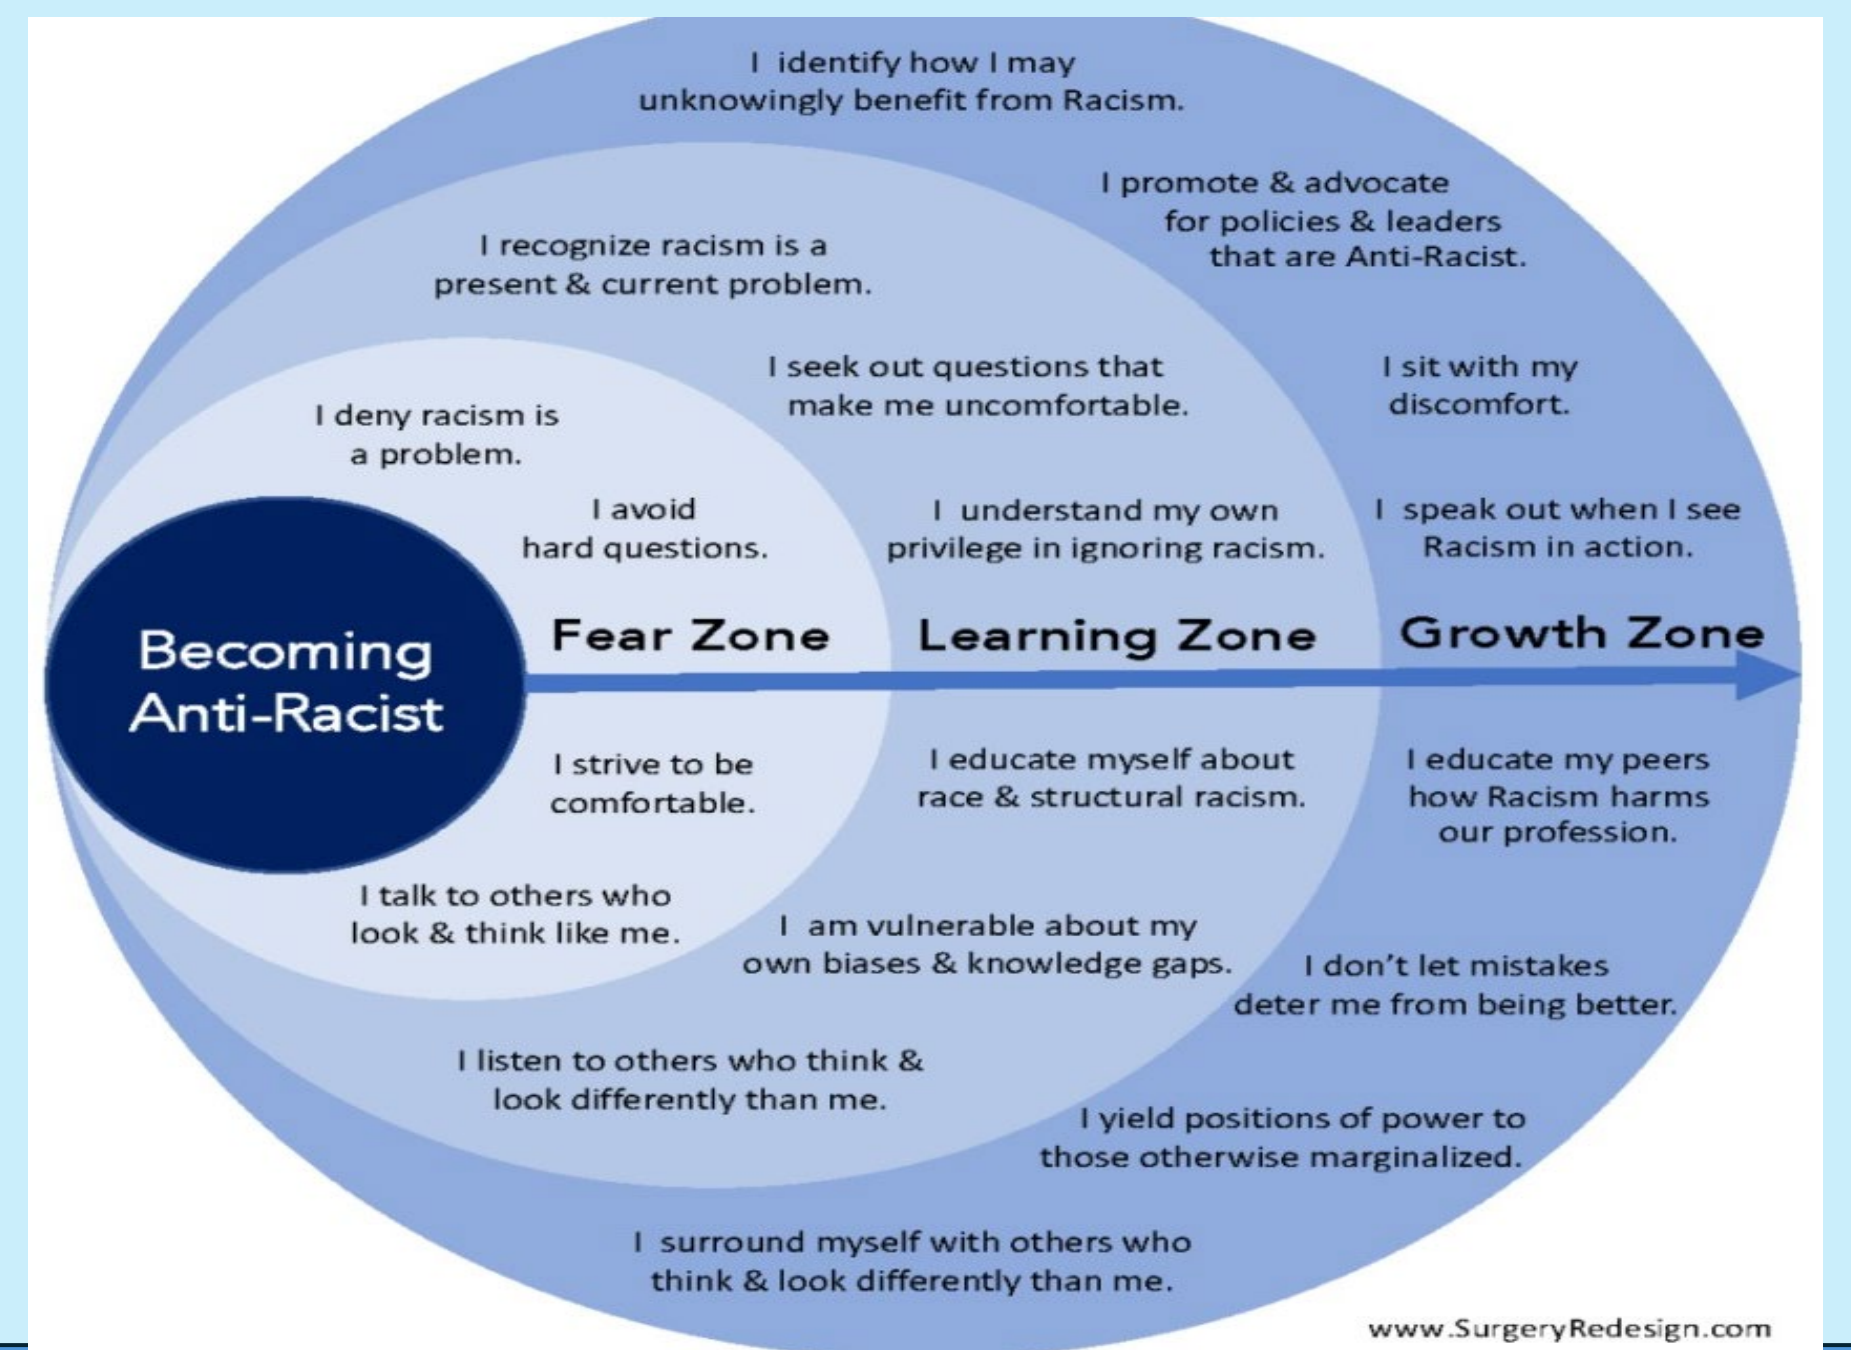 I identify how I may
unknowingly benefit from Racism.
I promote & advocate
for policies & leaders
that are Anti-Racist.
I recognize racism is a
present & current problem.
I seek out questions that
make me uncomfortable.
I sit with my
discomfort.
I deny racism is
a problem.
I avoid
hard questions.
I understand my own
privilege in ignoring racism.
I speak out when I see
Racism in action.
Becoming
Anti-Racist
Fear Zone
Learning Zone
Growth Zone
I strive to be
comfortable.
I educate myself about
race & structural racism.
I educate my peers
how Racism harms
our profession.
I talk to others who
look & think like me.
I am vulnerable about my
own biases & knowledge gaps.
I don't let mistakes
deter me from being better.
I listen to others who think &
look differently than me.
I yield positions of power to
those otherwise marginalized.
I surround myself with others who
think & look differently than me.
www.SurgeryRedesign.com